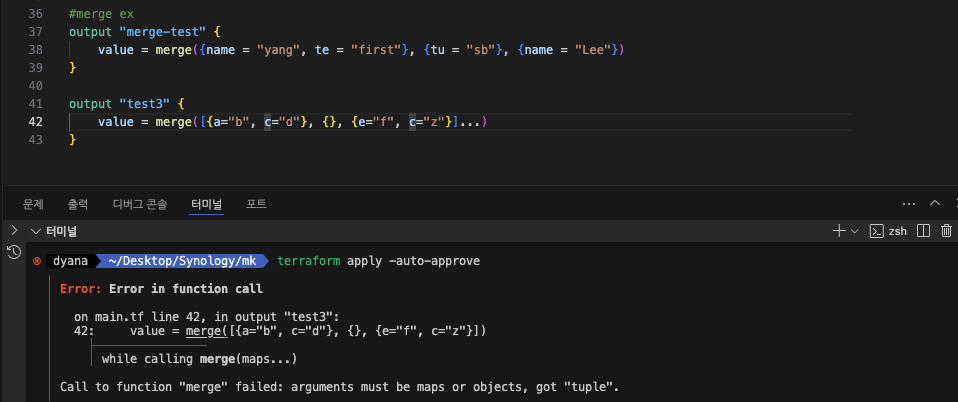 36 #merge ex
37 output "merge-test" {
38 value = merge({name = "yang", te = "first"}, {tu = "sb"}, {name = "Lee"})
39 }
40
41 output "test3" {
42 value = merge([{a="b", c="d"}, {}, {e="f", c="z"}]...)
43 }
문제 출력 디버그 콘솔 터미널 포트
터미널 zsh
dyana ~/Desktop/Synology/mk terraform apply -auto-approve
Error: Error in function call
on main.tf line 42, in output "test3":
42: value = merge([{a="b", c="d"}, {}, {e="f", c="z"}])
while calling merge(maps...)
Call to function "merge" failed: arguments must be maps or objects, got "tuple".